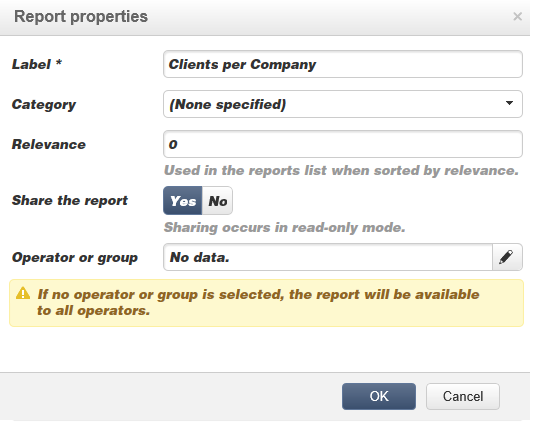 Report properties ×
Label * Clients per Company
Category (None specified)
Relevance 0
Used in the reports list when sorted by relevance.
Share the report Yes No
Sharing occurs in read-only mode.
Operator or group No data.
If no operator or group is selected, the report will be available
to all operators.
OK Cancel